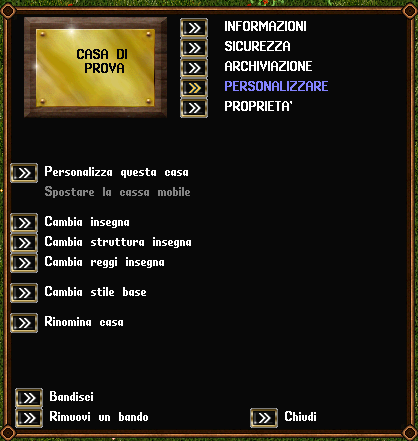 CASA DI
PROVA
INFORMAZIONI
SICUREZZA
ARCHIVIAZIONE
PERSONALIZZARE
PROPRIETA'
Personalizza questa casa
Spostare la cassa mobile
Cambia insegna
Cambia struttura insegna
Cambia reggi insegna
Cambia stile base
Rinomina casa
Bandisci
Rimuovi un bando
Chiudi